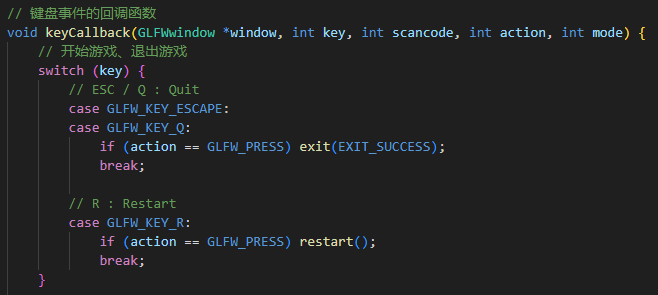 // 键盘事件的回调函数
void keyCallback(GLFWwindow *window, int key, int scancode, int action, int mode) {
// 开始游戏、退出游戏
switch (key) {
// ESC / Q : Quit
case GLFW_KEY_ESCAPE:
case GLFW_KEY_Q:
if (action == GLFW_PRESS) exit(EXIT_SUCCESS);
break;
// R : Restart
case GLFW_KEY_R:
if (action == GLFW_PRESS) restart();
break;
}